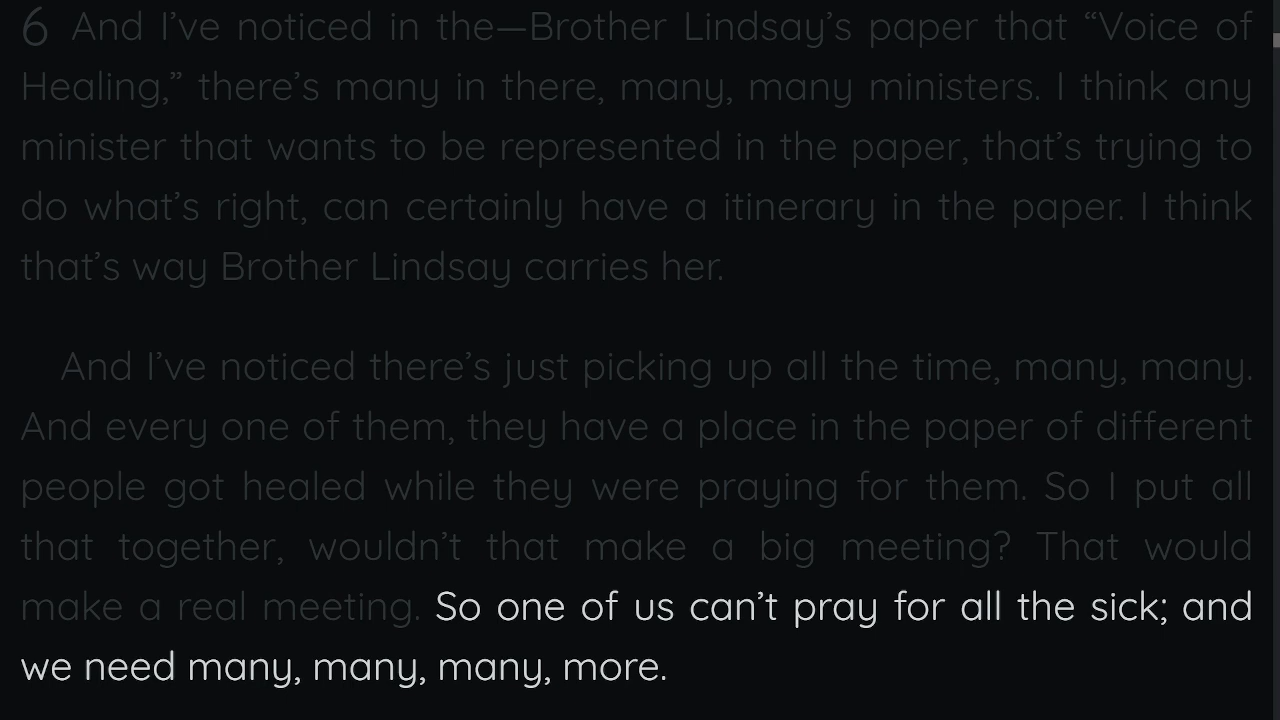 6 And I’ve noticed in the—Brother Lindsay’s paper that “Voice of
Healing,” there’s many in there, many, many ministers. I think any
minister that wants to be represented in the paper, that’s trying to
do what’s right, can certainly have a itinerary in the paper. I think
that’s way Brother Lindsay carries her.
And I’ve noticed there’s just picking up all the time, many, many.
And every one of them, they have a place in the paper of different
people got healed while they were praying for them. So I put all
that together, wouldn’t that make a big meeting? That would
make a real meeting. So one of us can’t pray for all the sick; and
we need many, many, many, more.